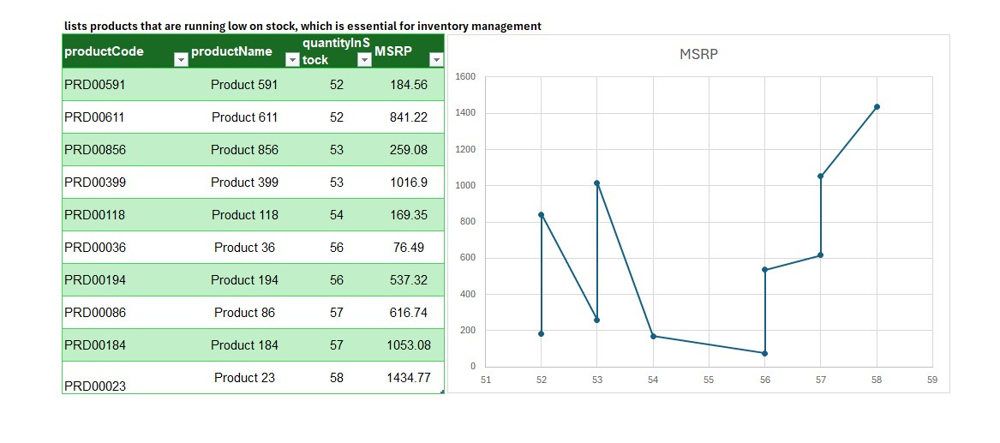 lists products that are running low on stock, which is essential for inventory management
productCode productName quantityInS
tock MSRP
PRD00591 Product 591 52 184.56
PRD00611 Product 611 52 841.22
PRD00856 Product 856 53 259.08
PRD00399 Product 399 53 1016.9
PRD00118 Product 118 54 169.35
PRD00036 Product 36 56 76.49
PRD00194 Product 194 56 537.32
PRD00086 Product 86 57 616.74
PRD00184 Product 184 57 1053.08
PRD00023 Product 23 58 1434.77
MSRP
1600
1400
1200
1000
800
600
400
200
0
51 52 53 54 55 56 57 58 59